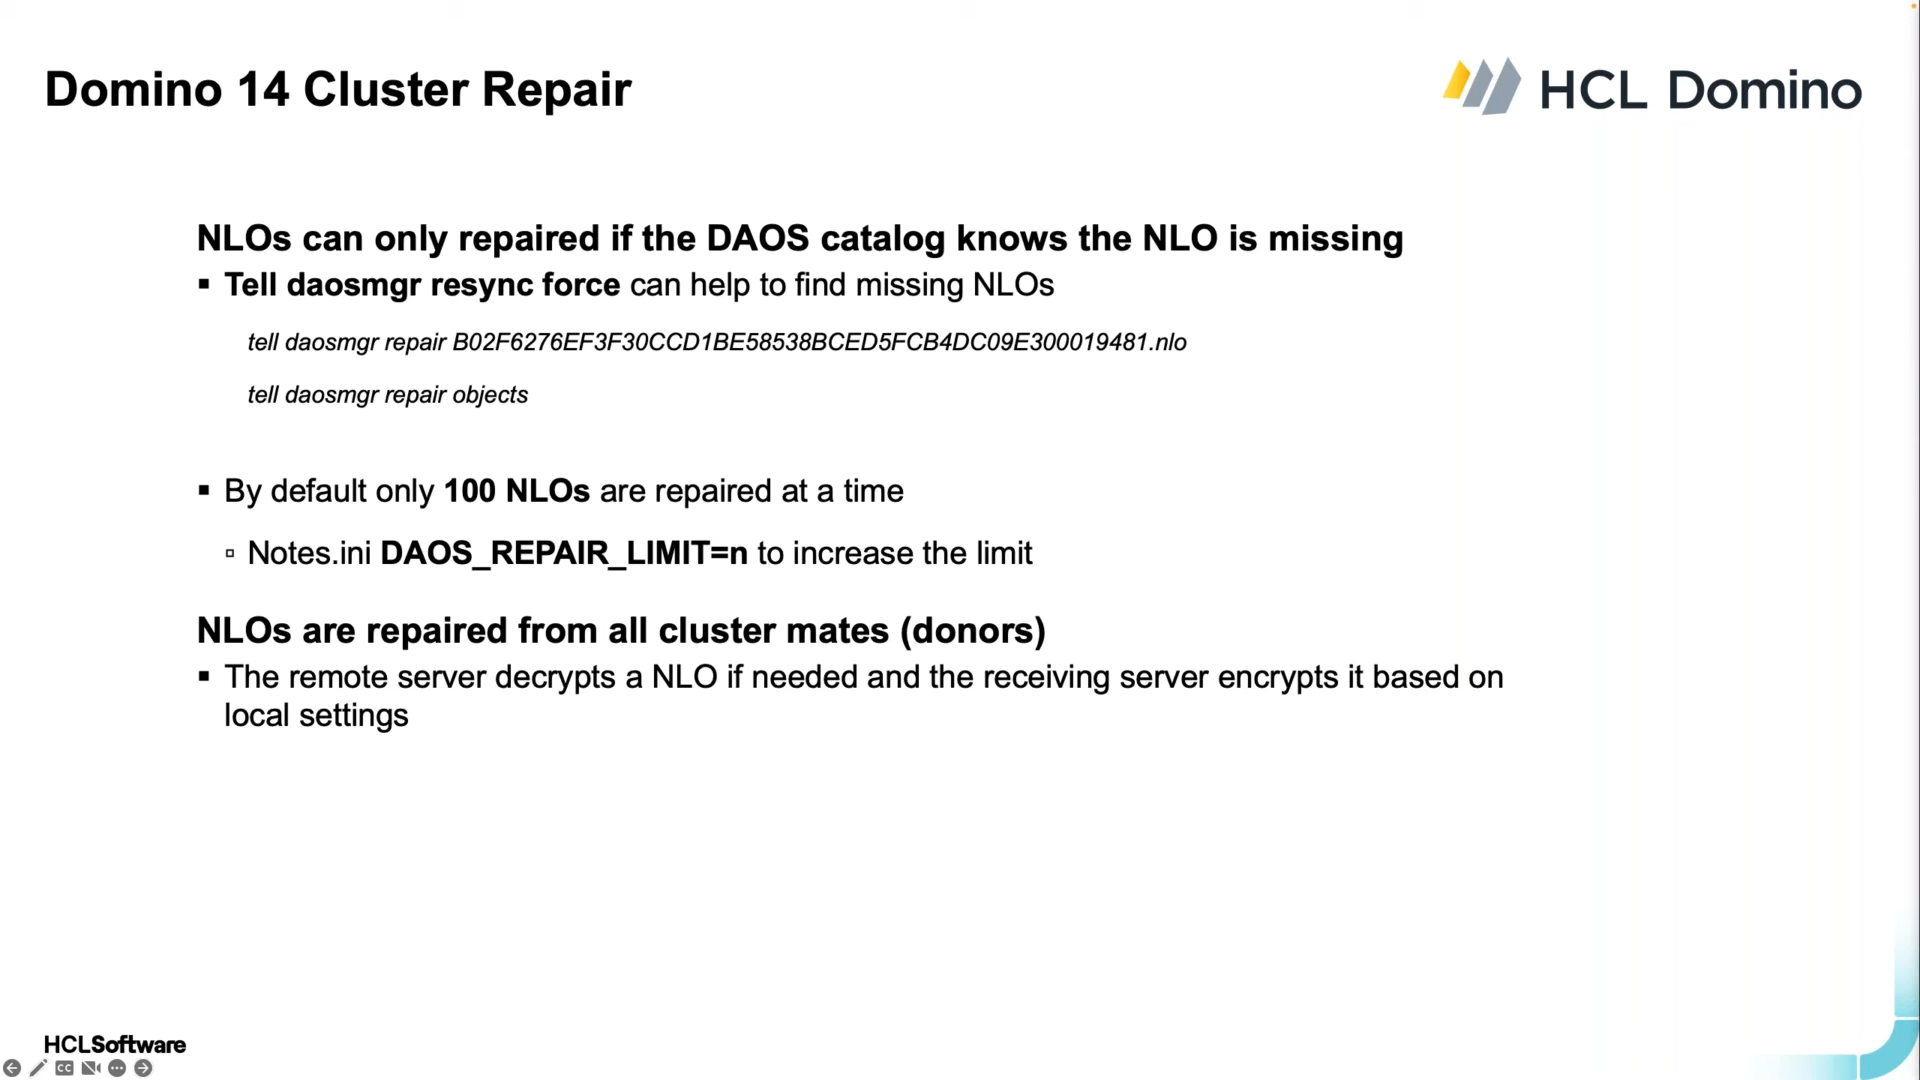 Domino 14 Cluster Repair
HCL Domino
NLOs can only repaired if the DAOS catalog knows the NLO is missing
▪ Tell daosmgr resync force can help to find missing NLOs
tell daosmgr repair B02F6276EF3F30CCD1BE58538BCED5FCB4DC09E300019481.nlo
tell daosmgr repair objects
▪ By default only 100 NLOs are repaired at a time
▫ Notes.ini DAOS_REPAIR_LIMIT=n to increase the limit
NLOs are repaired from all cluster mates (donors)
▪ The remote server decrypts a NLO if needed and the receiving server encrypts it based on
local settings
HCLSoftware
CC